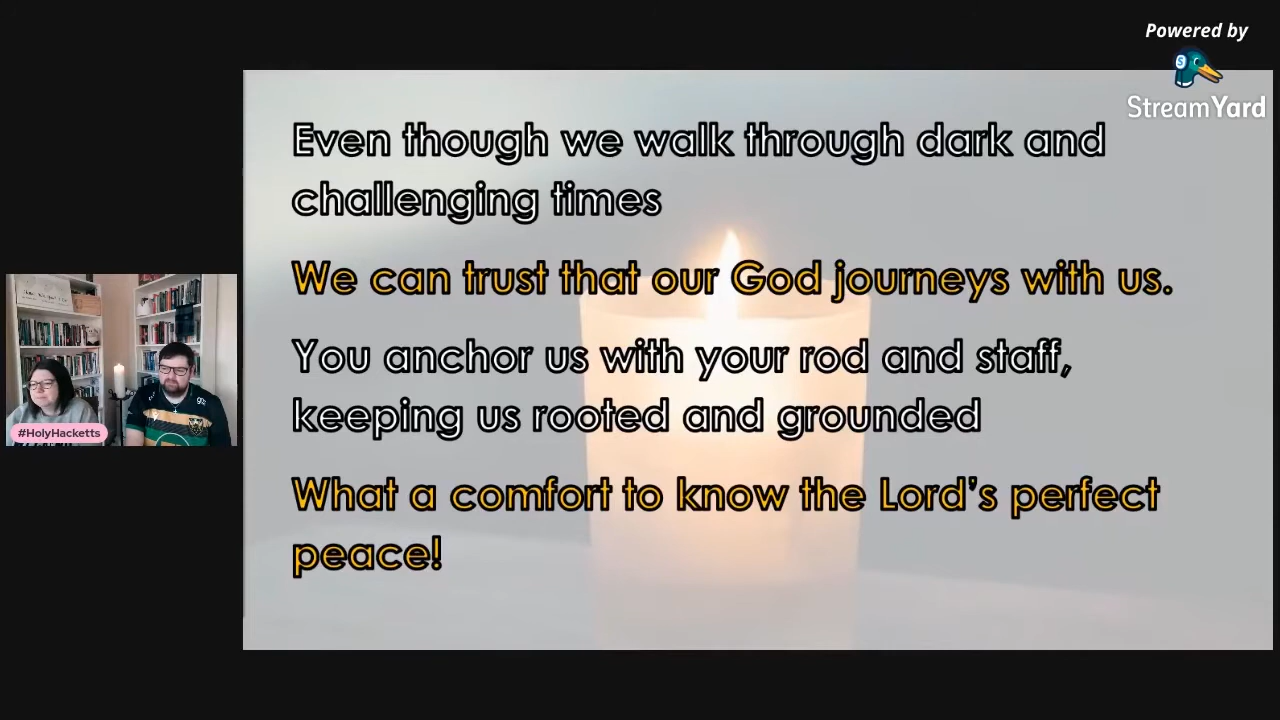 Powered by
StreamYard
Even though we walk through dark and
challenging times
We can trust that our God journeys with us.
You anchor us with your rod and staff,
keeping us rooted and grounded
What a comfort to know the Lord's perfect
peace!
#HolyHacketts